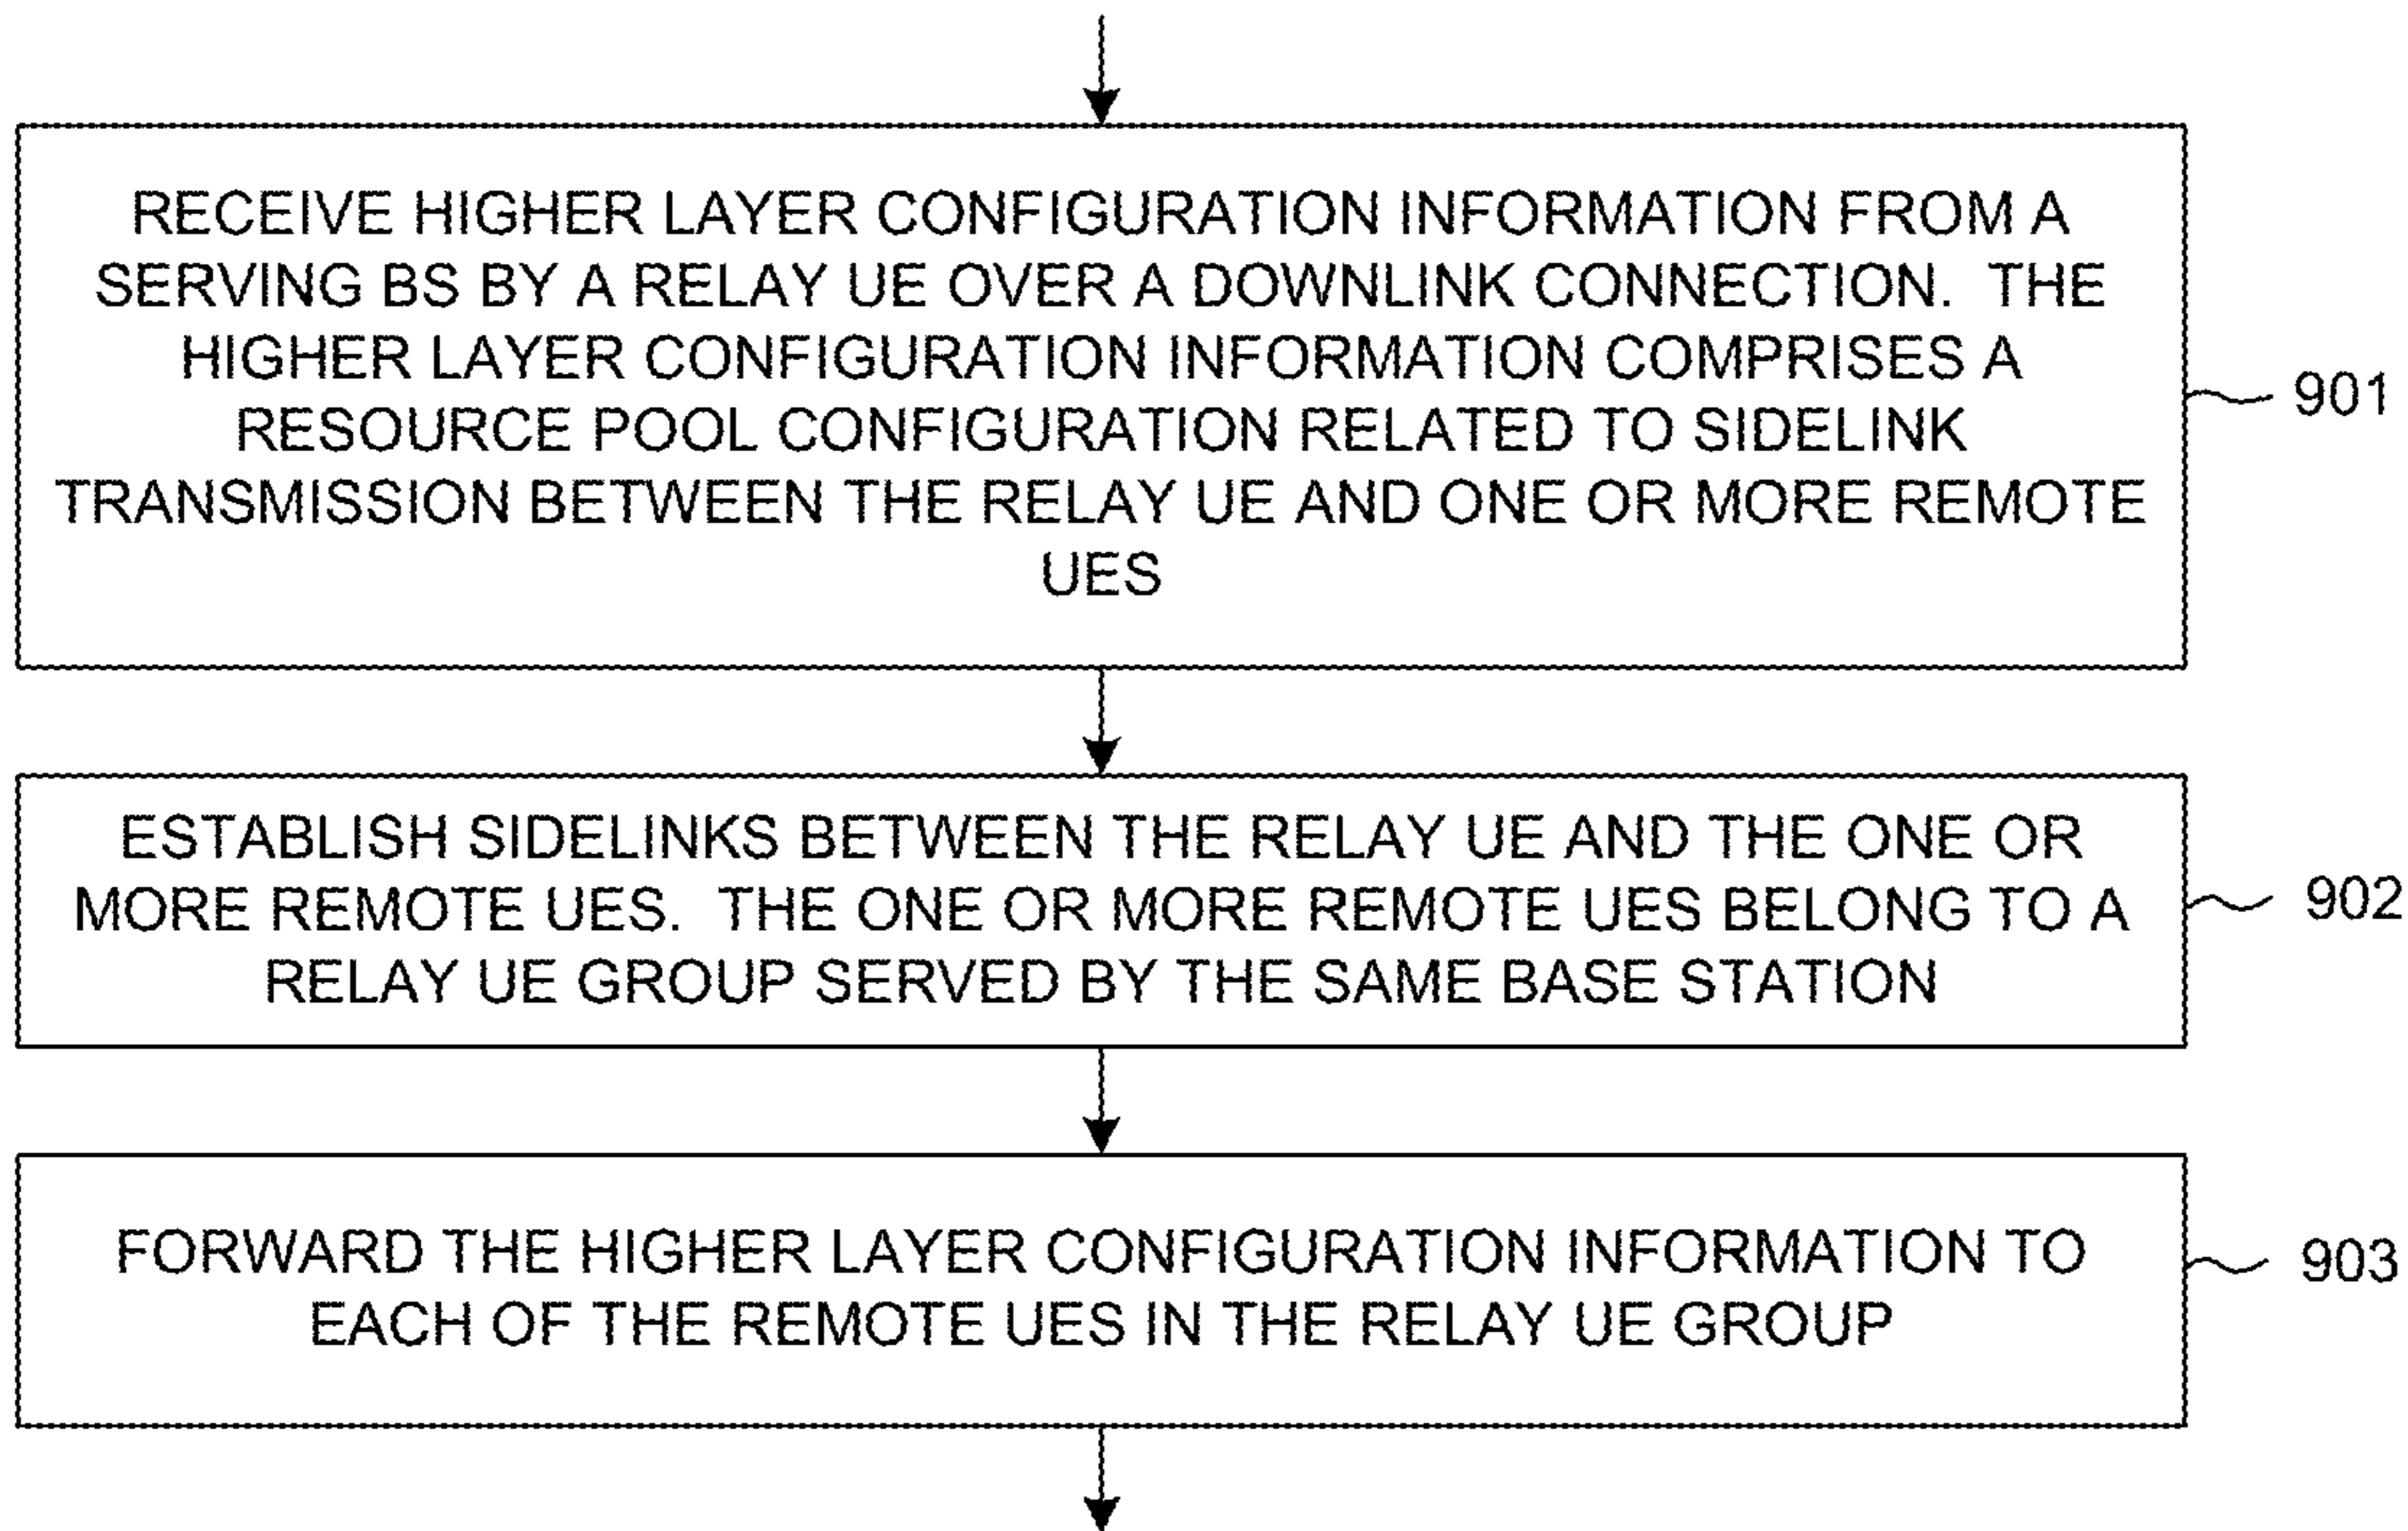 RECEIVE HIGHER LAYER CONFIGURATION INFORMATION FROM A
SERVING BS BY A RELAY UE OVER A DOWNLINK CONNECTION. THE
HIGHER LAYER CONFIGURATION INFORMATION COMPRISES A
RESOURCE POOL CONFIGURATION RELATED TO SIDELINK
TRANSMISSION BETWEEN THE RELAY UE AND ONE OR MORE REMOTE
UES
901
ESTABLISH SIDELINKS BETWEEN THE RELAY UE AND THE ONE OR
MORE REMOTE UES. THE ONE OR MORE REMOTE UES BELONG TO A
RELAY UE GROUP SERVED BY THE SAME BASE STATION
902
FORWARD THE HIGHER LAYER CONFIGURATION INFORMATION TO
EACH OF THE REMOTE UES IN THE RELAY UE GROUP
903